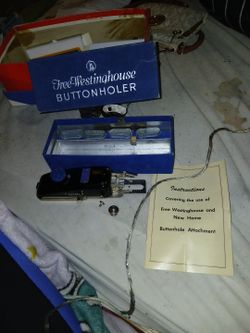 Free-Westinghouse
BUTTONHOLER
Instructions
Covering the use of
Free Westinghouse and
New Home
Buttonhole Attachment